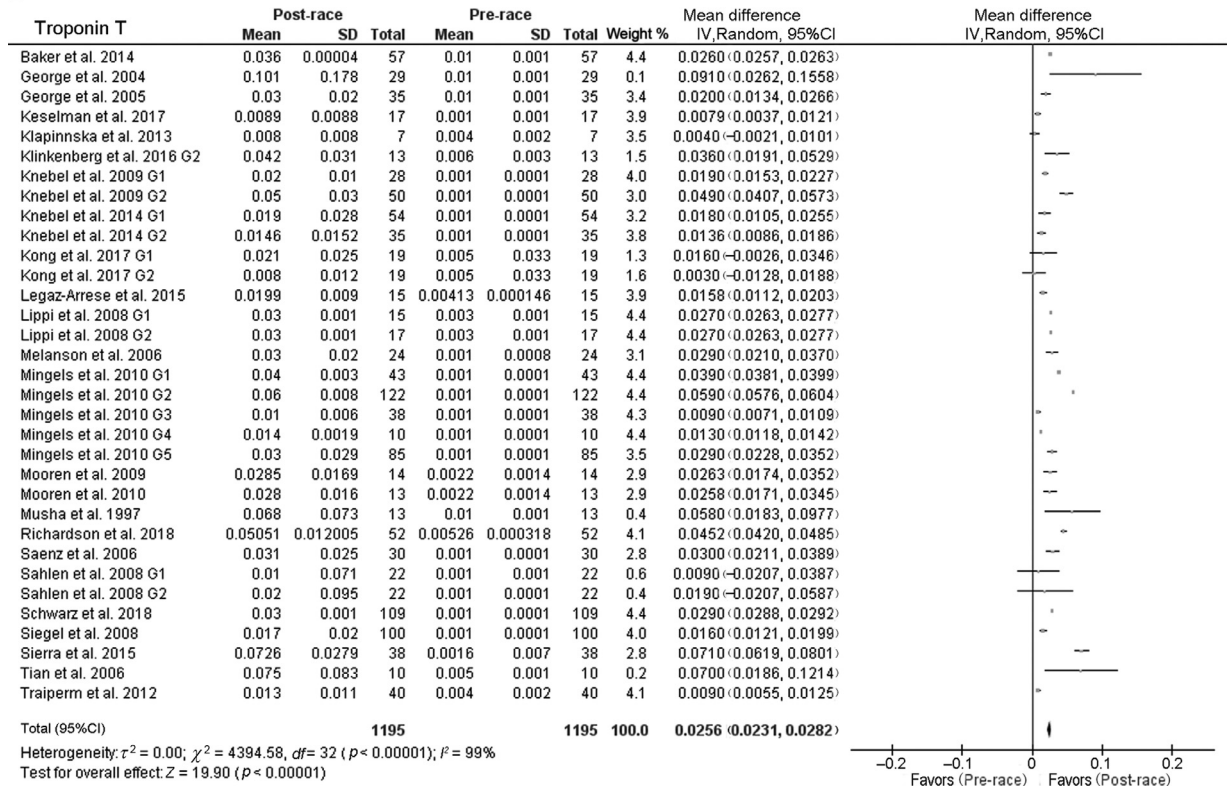 Troponin T Post-race Pre-race Mean difference Mean difference
Mean SD Total Mean SD Total Weight % IV,Random, 95%CI IV,Random, 95%CI
Baker et al. 2014 0.036 0.00004 57 0.01 0.001 57 4.4 0.0260 (0.0257, 0.0263)
George et al. 2004 0.101 0.178 29 0.01 0.001 29 0.1 0.0910 (0.0262, 0.1558)
George et al. 2005 0.03 0.02 35 0.01 0.001 35 3.4 0.0200 (0.0134, 0.0266)
Keselman et al. 2017 0.0089 0.0088 17 0.001 0.001 17 3.9 0.0079 (0.0037, 0.0121)
Klapinnska et al. 2013 0.008 0.008 7 0.004 0.002 7 3.5 0.0040 (−0.0021, 0.0101)
Klinkenberg et al. 2016 G2 0.042 0.031 13 0.006 0.003 13 1.5 0.0360 (0.0191, 0.0529)
Knebel et al. 2009 G1 0.02 0.01 28 0.001 0.0001 28 4.0 0.0190 (0.0153, 0.0227)
Knebel et al. 2009 G2 0.05 0.03 50 0.001 0.0001 50 3.0 0.0490 (0.0407, 0.0573)
Knebel et al. 2014 G1 0.019 0.028 54 0.001 0.0001 54 3.2 0.0180 (0.0105, 0.0255)
Knebel et al. 2014 G2 0.0146 0.0152 35 0.001 0.0001 35 3.8 0.0136 (0.0086, 0.0186)
Kong et al. 2017 G1 0.021 0.025 19 0.005 0.033 19 1.3 0.0160 (−0.0026, 0.0346)
Kong et al. 2017 G2 0.008 0.012 19 0.005 0.033 19 1.6 0.0030 (−0.0128, 0.0188)
Legaz-Arrese et al. 2015 0.0199 0.009 15 0.00413 0.000146 15 3.9 0.0158 (0.0112, 0.0203)
Lippi et al. 2008 G1 0.03 0.001 15 0.003 0.001 15 4.4 0.0270 (0.0263, 0.0277)
Lippi et al. 2008 G2 0.03 0.001 17 0.003 0.001 17 4.4 0.0270 (0.0263, 0.0277)
Melanson et al. 2006 0.03 0.02 24 0.001 0.0008 24 3.1 0.0290 (0.0210, 0.0370)
Mingels et al. 2010 G1 0.04 0.003 43 0.001 0.0001 43 4.4 0.0390 (0.0381, 0.0399)
Mingels et al. 2010 G2 0.06 0.008 122 0.001 0.0001 122 4.4 0.0590 (0.0576, 0.0604)
Mingels et al. 2010 G3 0.01 0.006 38 0.001 0.0001 38 4.3 0.0090 (0.0071, 0.0109)
Mingels et al. 2010 G4 0.014 0.0019 10 0.001 0.0001 10 4.4 0.0130 (0.0118, 0.0142)
Mingels et al. 2010 G5 0.03 0.029 85 0.001 0.0001 85 3.5 0.0290 (0.0228, 0.0352)
Mooren et al. 2009 0.0285 0.0169 14 0.0022 0.0014 14 2.9 0.0263 (0.0174, 0.0352)
Mooren et al. 2010 0.028 0.016 13 0.0022 0.0014 13 2.9 0.0258 (0.0171, 0.0345)
Musha et al. 1997 0.068 0.073 13 0.01 0.001 13 0.4 0.0580 (0.0183, 0.0977)
Richardson et al. 2018 0.05051 0.012005 52 0.00526 0.000318 52 4.1 0.0452 (0.0420, 0.0485)
Saenz et al. 2006 0.031 0.025 30 0.001 0.0001 30 2.8 0.0300 (0.0211, 0.0389)
Sahlen et al. 2008 G1 0.01 0.071 22 0.001 0.001 22 0.6 0.0090 (−0.0207, 0.0387)
Sahlen et al. 2008 G2 0.02 0.095 22 0.001 0.0001 22 0.4 0.0190 (−0.0207, 0.0587)
Schwarz et al. 2018 0.03 0.001 109 0.001 0.0001 109 4.4 0.0290 (0.0288, 0.0292)
Siegel et al. 2008 0.017 0.02 100 0.001 0.0001 100 4.0 0.0160 (0.0121, 0.0199)
Sierra et al. 2015 0.0726 0.0279 38 0.0016 0.007 38 2.8 0.0710 (0.0619, 0.0801)
Tian et al. 2006 0.075 0.083 10 0.005 0.001 10 0.2 0.0700 (0.0186, 0.1214)
Traiperm et al. 2012 0.013 0.011 40 0.004 0.002 40 4.1 0.0090 (0.0055, 0.0125)
Total (95%CI) 1195 1195 100.0 0.0256 (0.0231, 0.0282)
Heterogeneity: τ² = 0.00; χ² = 4394.58, df= 32 (p < 0.00001); I² = 99%
Test for overall effect: Z = 19.90 (p < 0.00001)
−0.2 −0.1 0 0.1 0.2
Favors (Pre-race) Favors (Post-race)